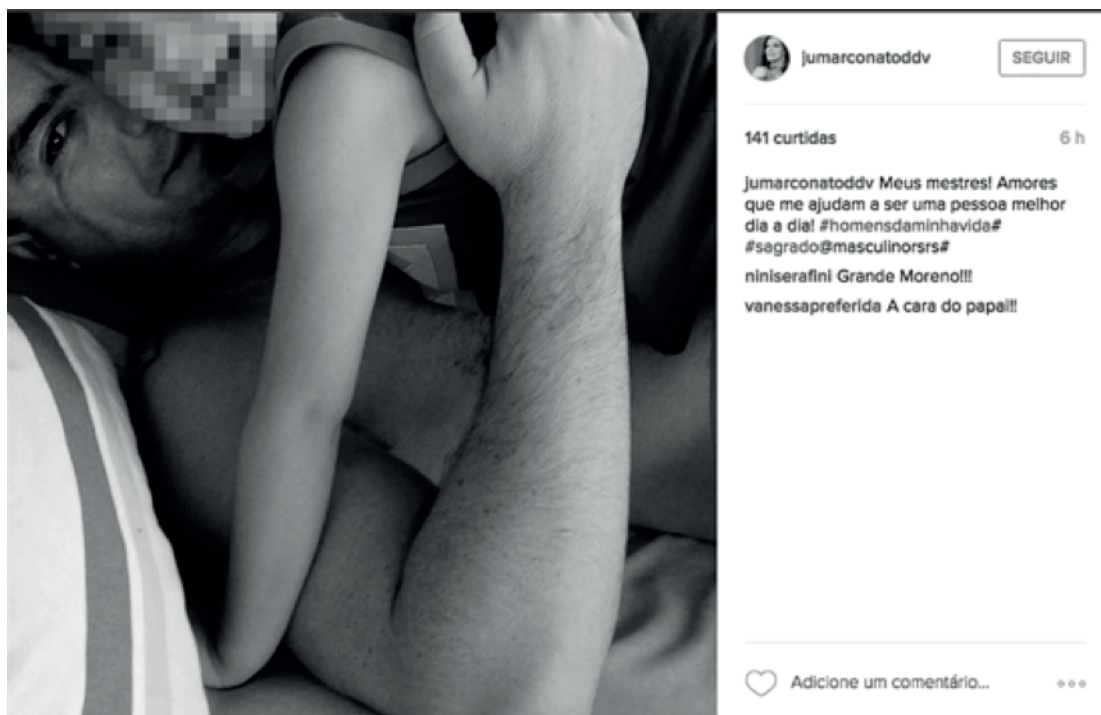 jumarconatoddv
SEGUIR
141 curtidas
6 h
jumarconatoddv Meus mestres! Amores
que me ajudam a ser uma pessoa melhor
dia a dia! #homensdaminhavida#
#sagrado@masculinorsrs#
niniserafini Grande Moreno!!!
vanessapreferida A cara do papai!!
Adicione um comentário...